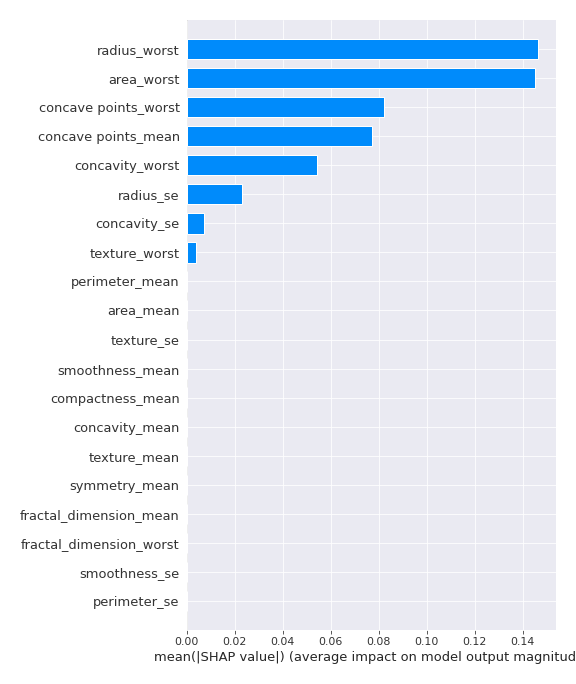 radius_worst
area_worst
concave points_worst
concave points_mean
concavity_worst
radius_se
concavity_se
texture_worst
perimeter_mean
area_mean
texture_se
smoothness_mean
compactness_mean
concavity_mean
texture_mean
symmetry_mean
fractal_dimension_mean
fractal_dimension_worst
smoothness_se
perimeter_se
0.00 0.02 0.04 0.06 0.08 0.10 0.12 0.14
mean(|SHAP value|) (average impact on model output magnitud